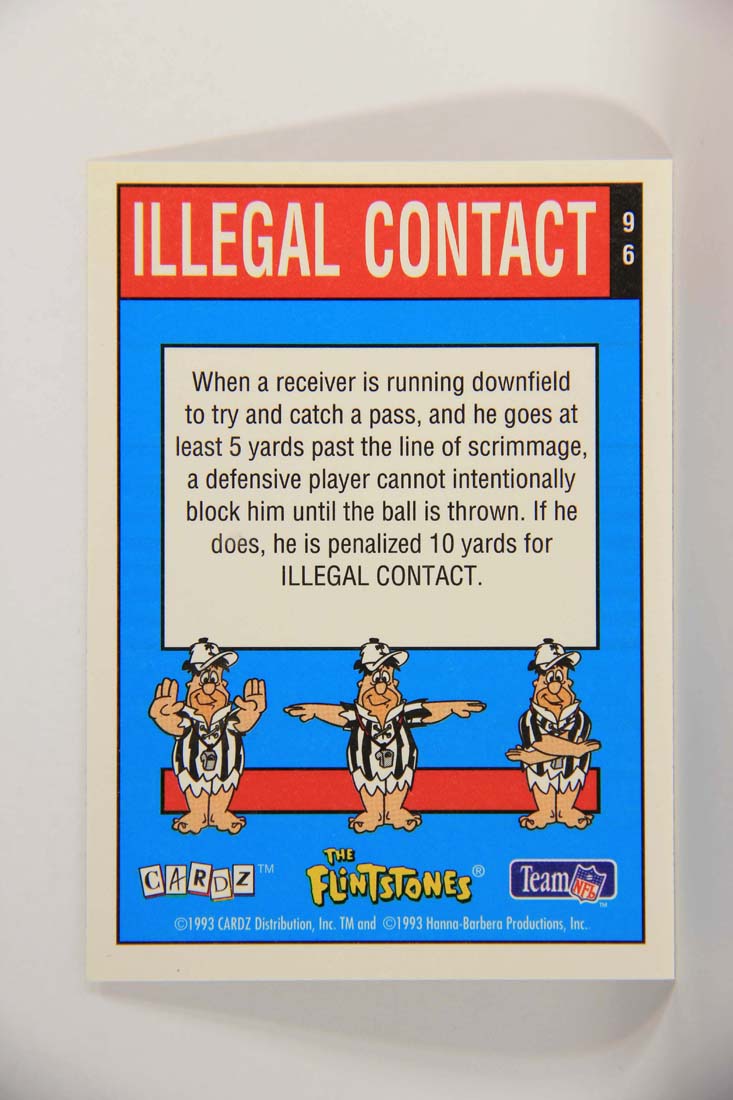 ILLEGAL CONTACT
9
6
When a receiver is running downfield
to try and catch a pass, and he goes at
least 5 yards past the line of scrimmage,
a defensive player cannot intentionally
block him until the ball is thrown. If he
does, he is penalized 10 yards for
ILLEGAL CONTACT.
CARDZ™
THE
FLINTSTONES®
Team NFL™
©1993 CARDZ Distribution, Inc. TM and ©1993 Hanna-Barbera Productions, Inc.